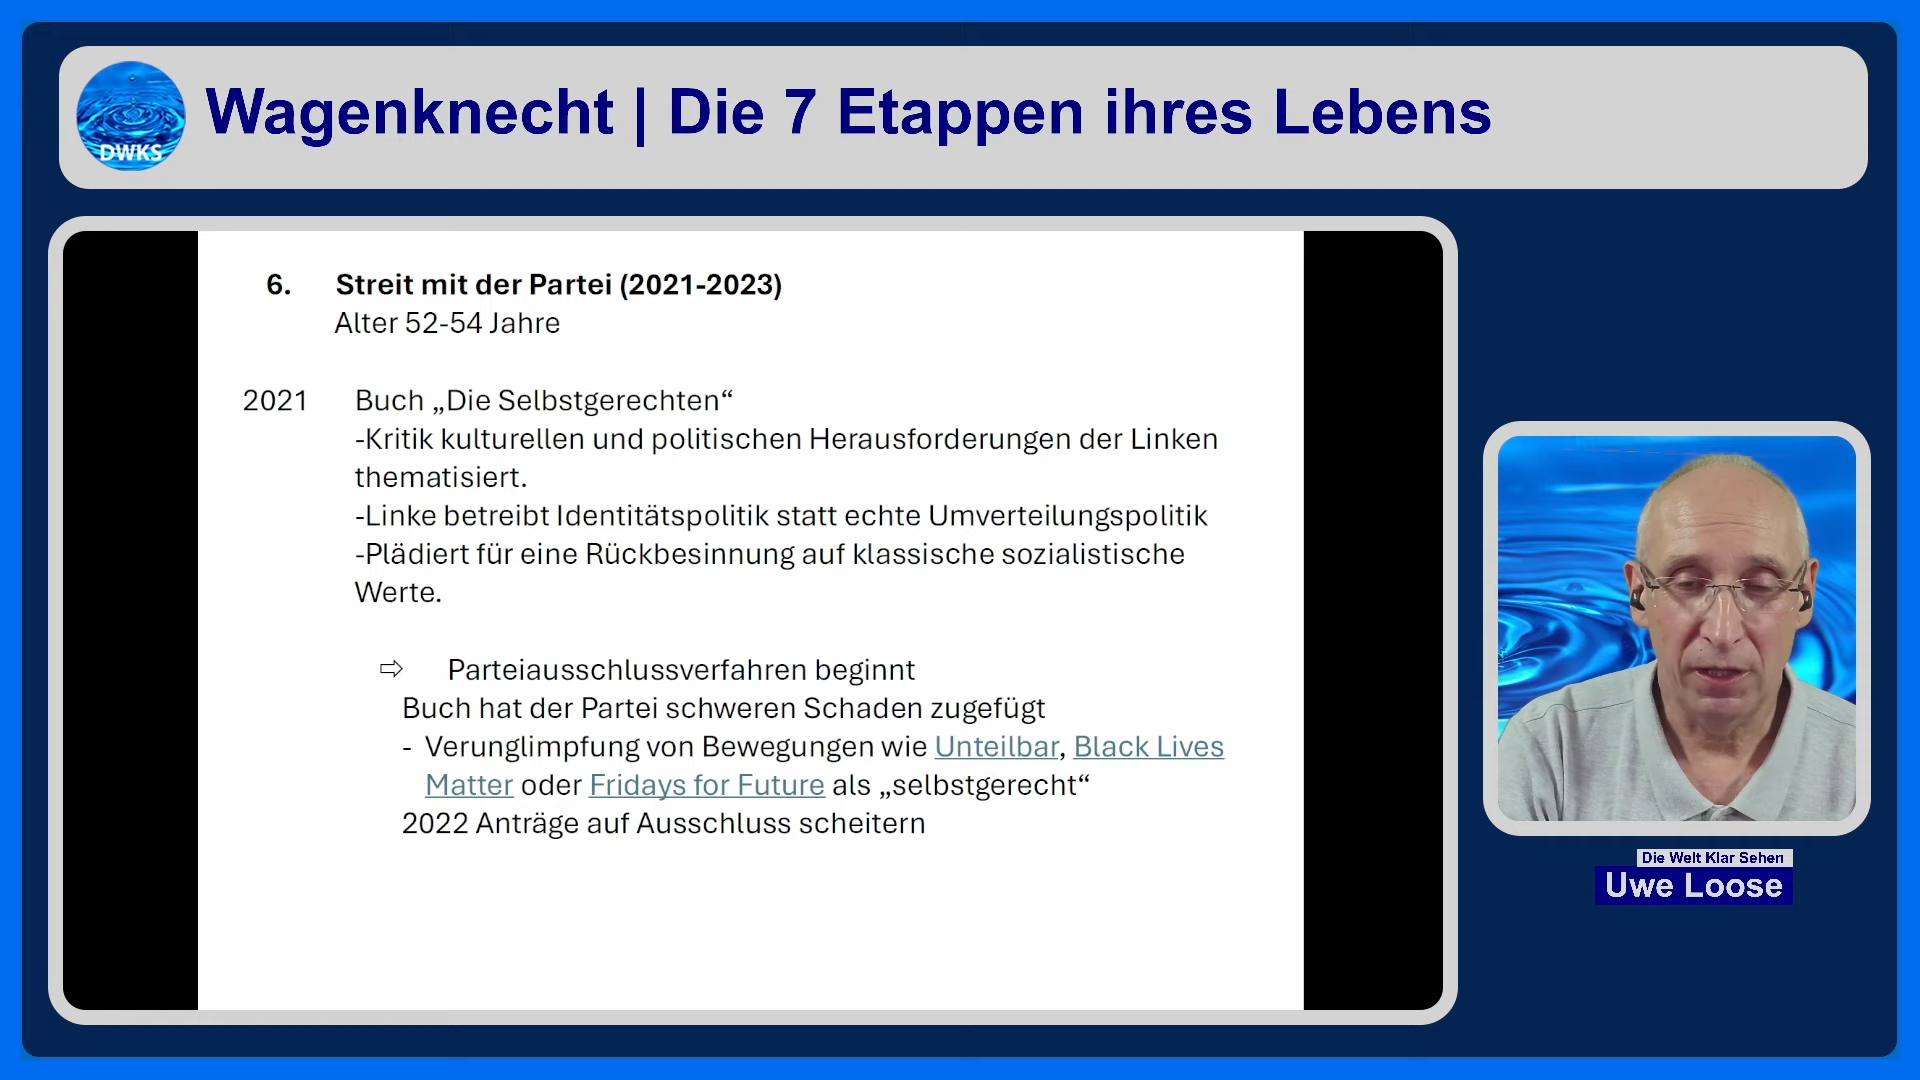 DWKS
Wagenknecht | Die 7 Etappen ihres Lebens
6. Streit mit der Partei (2021-2023)
Alter 52-54 Jahre
2021 Buch „Die Selbstgerechten“
-Kritik kulturellen und politischen Herausforderungen der Linken
thematisiert.
-Linke betreibt Identitätspolitik statt echte Umverteilungspolitik
-Plädiert für eine Rückbesinnung auf klassische sozialistische
Werte.
⇨ Parteiausschlussverfahren beginnt
Buch hat der Partei schweren Schaden zugefügt
- Verunglimpfung von Bewegungen wie Unteilbar, Black Lives
Matter oder Fridays for Future als „selbstgerecht“
2022 Anträge auf Ausschluss scheitern
Die Welt Klar Sehen
Uwe Loose